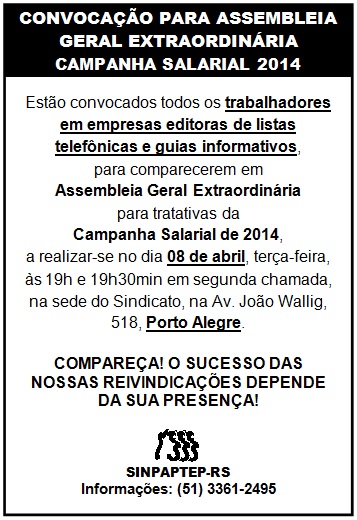 CONVOCAÇÃO PARA ASSEMBLEIA
GERAL EXTRAORDINÁRIA
CAMPANHA SALARIAL 2014
Estão convocados todos os trabalhadores
em empresas editoras de listas
telefônicas e guias informativos,
para comparecerem em
Assembleia Geral Extraordinária
para tratativas da
Campanha Salarial de 2014,
a realizar-se no dia 08 de abril, terça-feira,
às 19h e 19h30min em segunda chamada,
na sede do Sindicato, na Av. João Wallig,
518, Porto Alegre.
COMPAREÇA! O SUCESSO DAS
NOSSAS REIVINDICAÇÕES DEPENDE
DA SUA PRESENÇA!
SINPAPTEP-RS
Informações: (51) 3361-2495